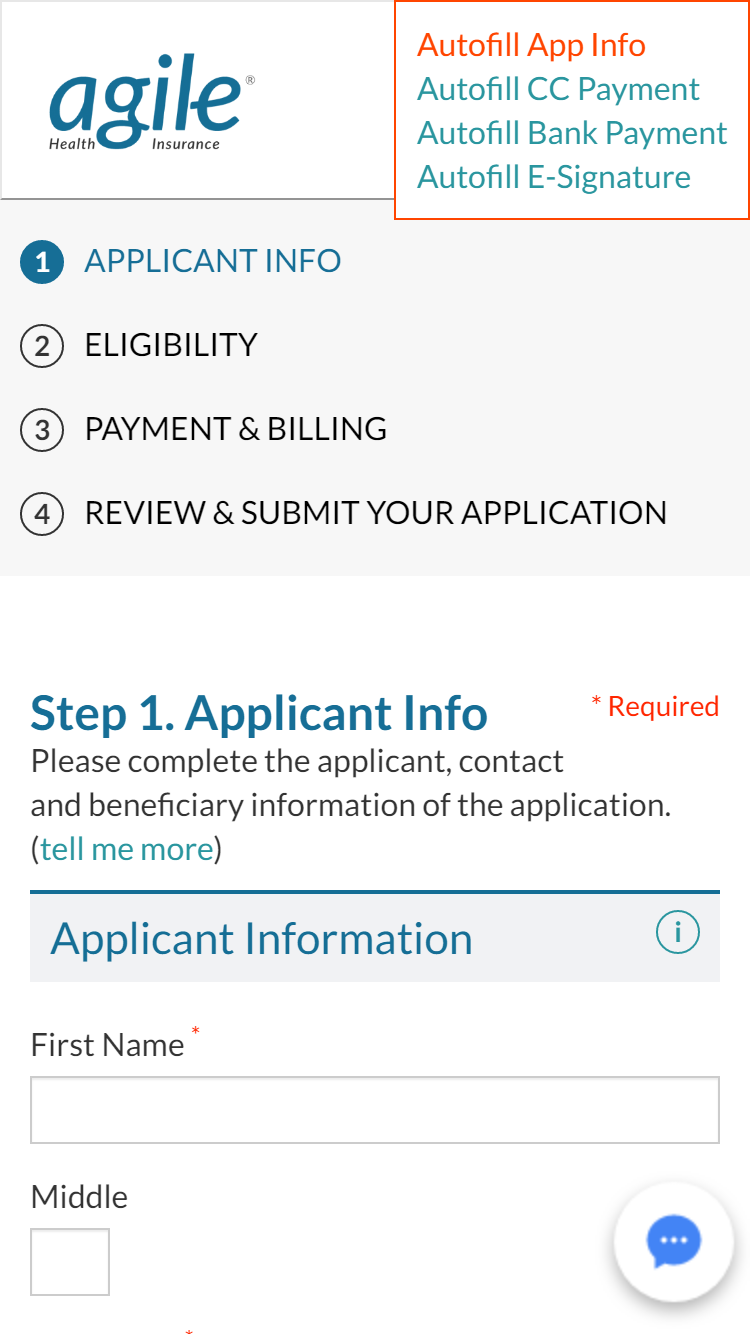 agile®
Health Insurance
Autofill App Info
Autofill CC Payment
Autofill Bank Payment
Autofill E-Signature
1 APPLICANT INFO
2 ELIGIBILITY
3 PAYMENT & BILLING
4 REVIEW & SUBMIT YOUR APPLICATION
Step 1. Applicant Info
* Required
Please complete the applicant, contact
and beneficiary information of the application.
(tell me more)
Applicant Information
i
First Name *
Middle
*